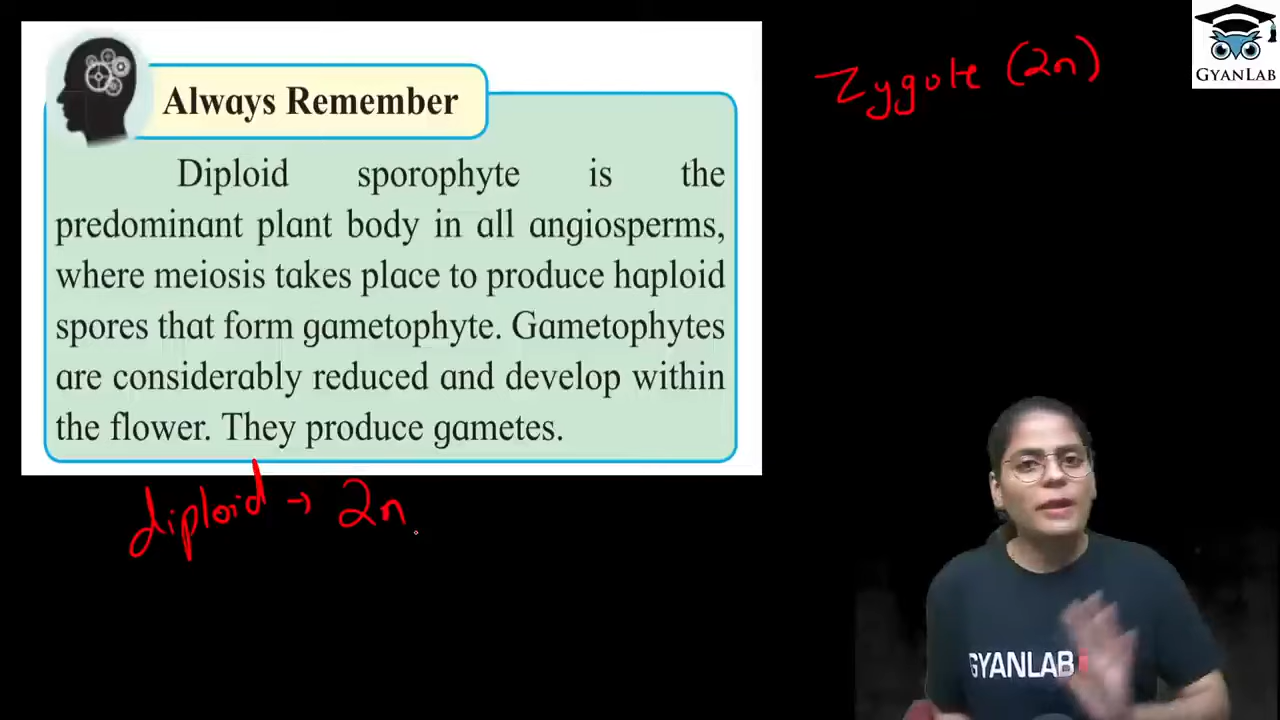 Always Remember
Diploid sporophyte is the
predominant plant body in all angiosperms,
where meiosis takes place to produce haploid
spores that form gametophyte. Gametophytes
are considerably reduced and develop within
the flower. They produce gametes.
diploid → 2n
Zygote (2n)
GYANLAB
GYANLAB